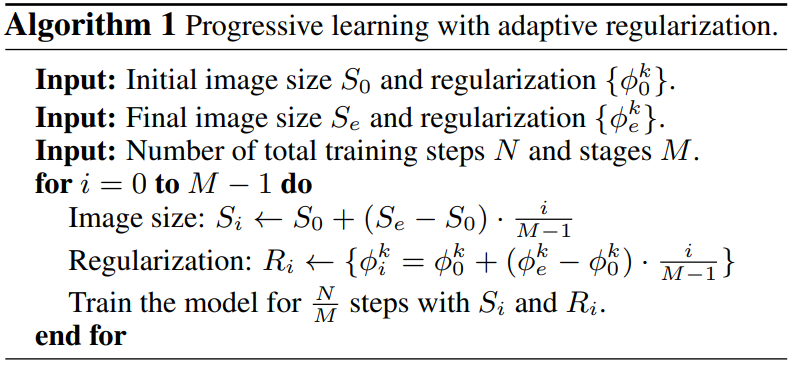 Algorithm 1 Progressive learning with adaptive regularization.
Input: Initial image size $S_0$ and regularization $\{\phi_0^k\}$.
Input: Final image size $S_e$ and regularization $\{\phi_e^k\}$.
Input: Number of total training steps $N$ and stages $M$.
for $i = 0$ to $M - 1$ do
Image size: $S_i \leftarrow S_0 + (S_e - S_0) \cdot \frac{i}{M-1}$
Regularization: $R_i \leftarrow \{\phi_i^k = \phi_0^k + (\phi_e^k - \phi_0^k) \cdot \frac{i}{M-1}\}$
Train the model for $\frac{N}{M}$ steps with $S_i$ and $R_i$.
end for